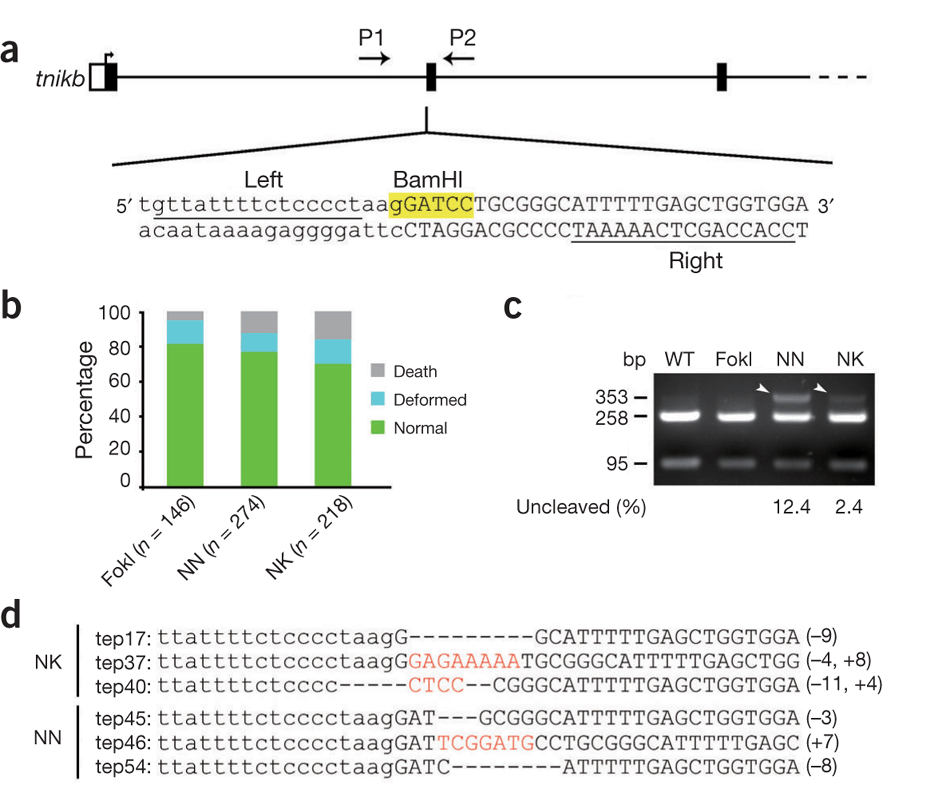 a
P1 P2
tnikb
Left BamHI
5′ tgttattttctcccctaagGATCCTGCGGGCATTTTTGAGCTGGTGGA 3′
acaataaaagaggggattcCTAGGACGCCCCTAAAAACTCGACCACCT
Right
b
Percentage
100
80
60
40
20
0
Death
Deformed
Normal
FokI (n = 146)
NN (n = 274)
NK (n = 218)
c
bp WT FokI NN NK
353
258
95
Uncleaved (%) 12.4 2.4
d
NK
tep17: ttattttctcccctaagG---------GCATTTTTGAGCTGGTGGA (–9)
tep37: ttattttctcccctaagGGAGAAAAATGCGGGCATTTTTGAGCTGG (–4, +8)
tep40: ttattttctcccc-----CTCC--CGGGCATTTTTGAGCTGGTGGA (–11, +4)
NN
tep45: ttattttctcccctaagGAT---GCGGGCATTTTTGAGCTGGTGGA (–3)
tep46: ttattttctcccctaagGATTCGGATGCCTGCGGGCATTTTTGAGC (+7)
tep54: ttattttctcccctaagGATC--------ATTTTTGAGCTGGTGGA (–8)